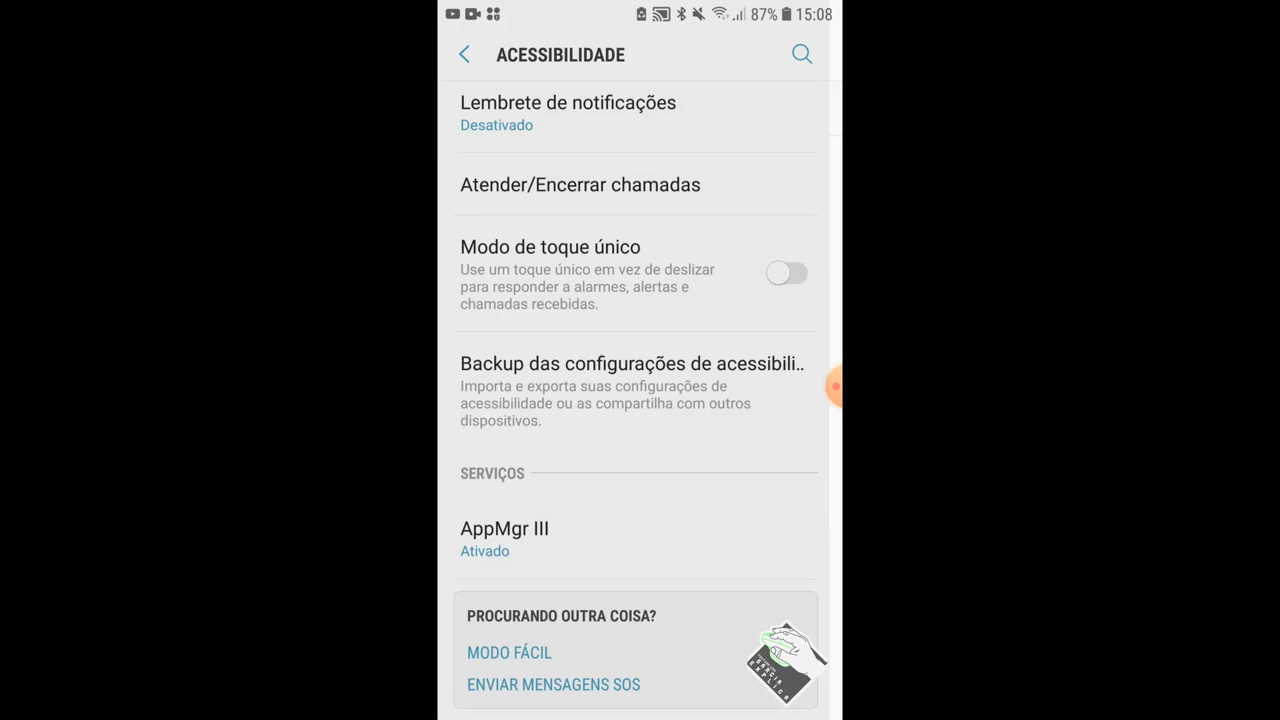 87% 15:08
ACESSIBILIDADE
Lembrete de notificações
Desativado
Atender/Encerrar chamadas
Modo de toque único
Use um toque único em vez de deslizar
para responder a alarmes, alertas e
chamadas recebidas.
Backup das configurações de acessibili..
Importa e exporta suas configurações de
acessibilidade ou as compartilha com outros
dispositivos.
SERVIÇOS
AppMgr III
Ativado
PROCURANDO OUTRA COISA?
MODO FÁCIL
ENVIAR MENSAGENS SOS
GARCIA
EXPLICA